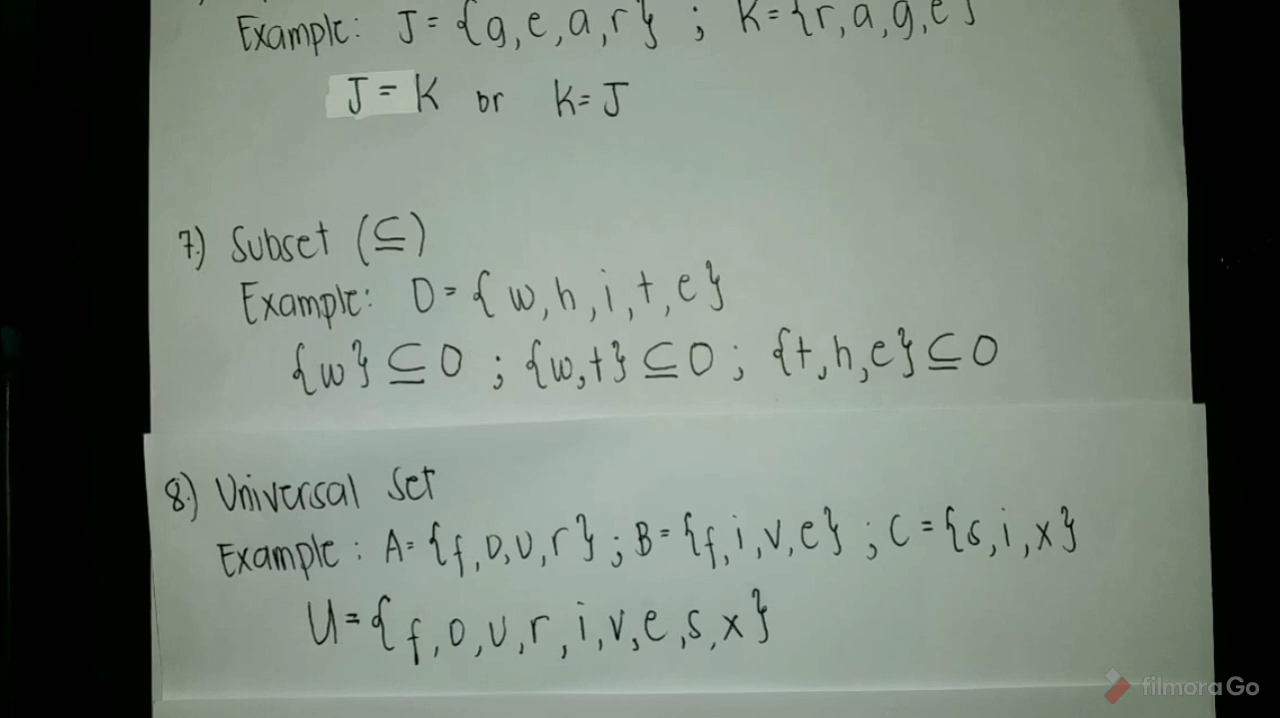 Example: J = {g, e, a, r} ; K = {r, a, g, e}
J = K or K = J
7.) Subset (⊆)
Example: O = { w, h, i, t, e }
{w} ⊆ O ; {w, t} ⊆ O ; {t, h, e} ⊆ O
8.) Universal Set
Example : A = {f, o, u, r} ; B = {f, i, v, e} ; C = {s, i, x}
U = { f, o, u, r, i, v, e, s, x }
filmoraGo